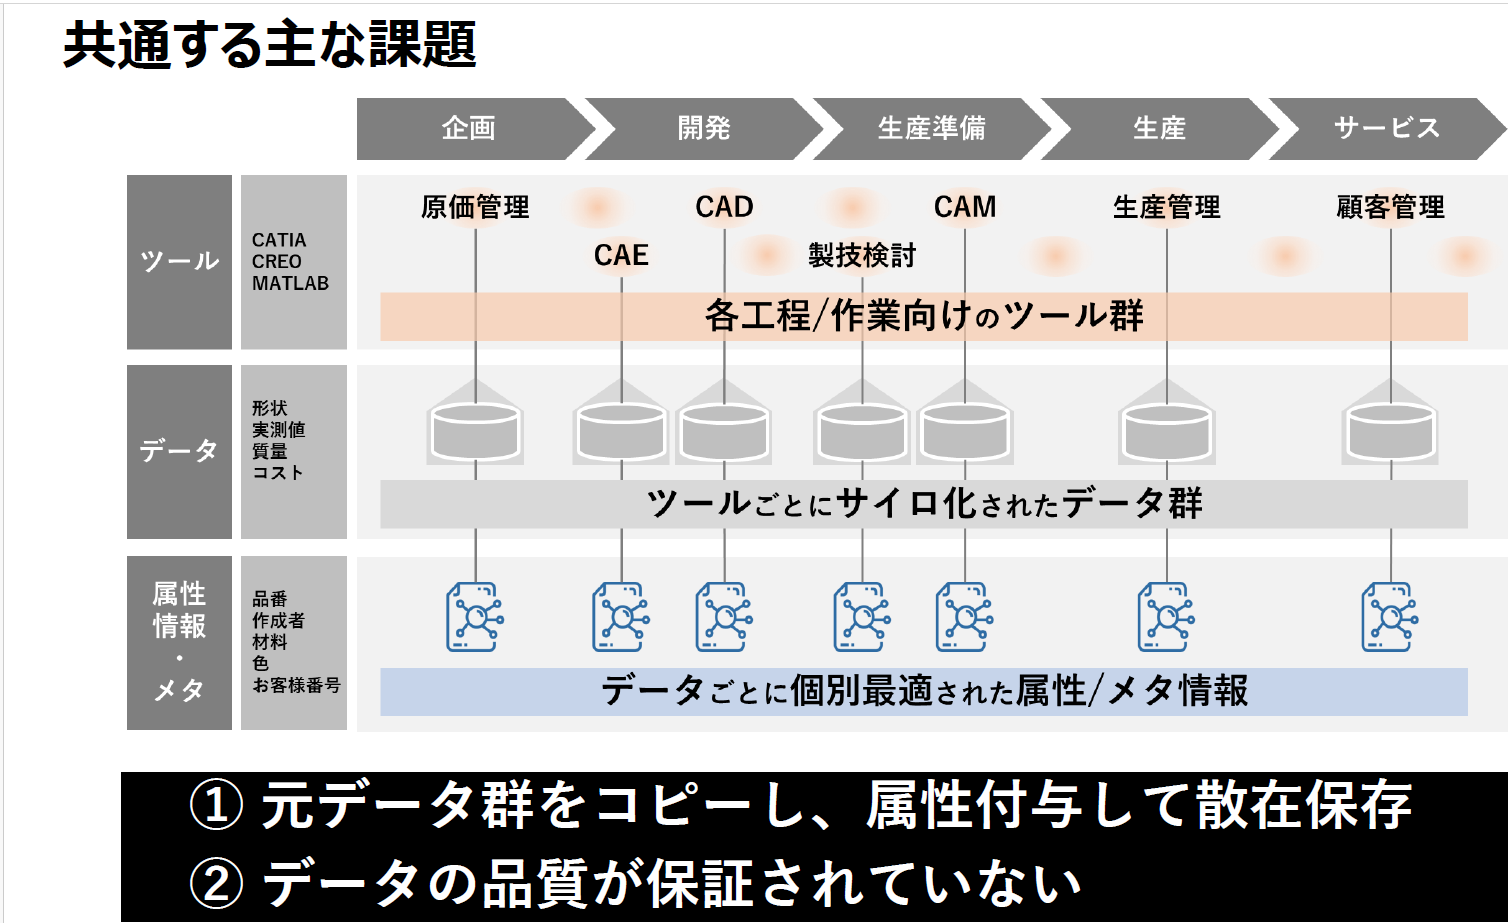 共通する主な課題
企画
開発
生産準備
生産
サービス
ツール
CATIA
CREO
MATLAB
原価管理
CAD
CAM
生産管理
顧客管理
CAE
製技検討
各工程/作業向けのツール群
データ
形状
実測値
質量
コスト
ツールごとにサイロ化されたデータ群
属性
情報
・
メタ
品番
作成者
材料
色
お客様番号
データごとに個別最適された属性/メタ情報
① 元データ群をコピーし、属性付与して散在保存
② データの品質が保証されていない